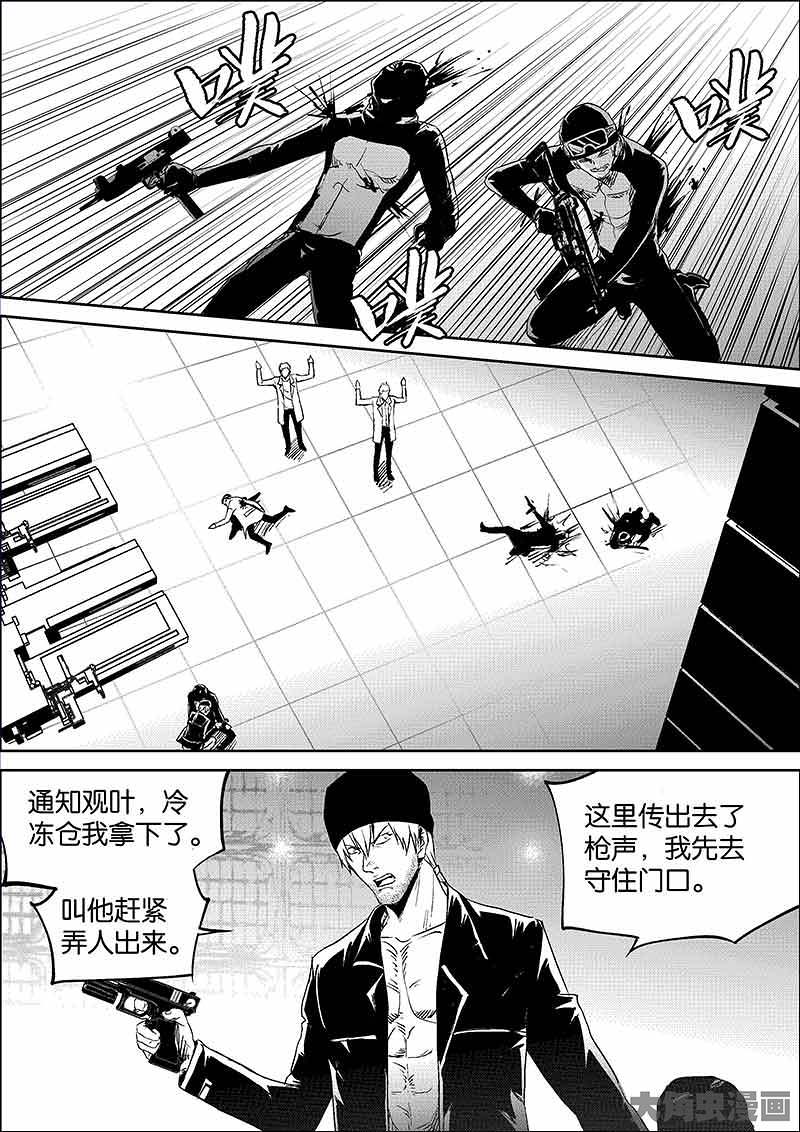 噗
噗
噗
通知观叶，冷
冻仓我拿下了。
叫他赶紧
弄人出来。
这里传出去了
枪声，我先去
守住门口。
大角虫漫画